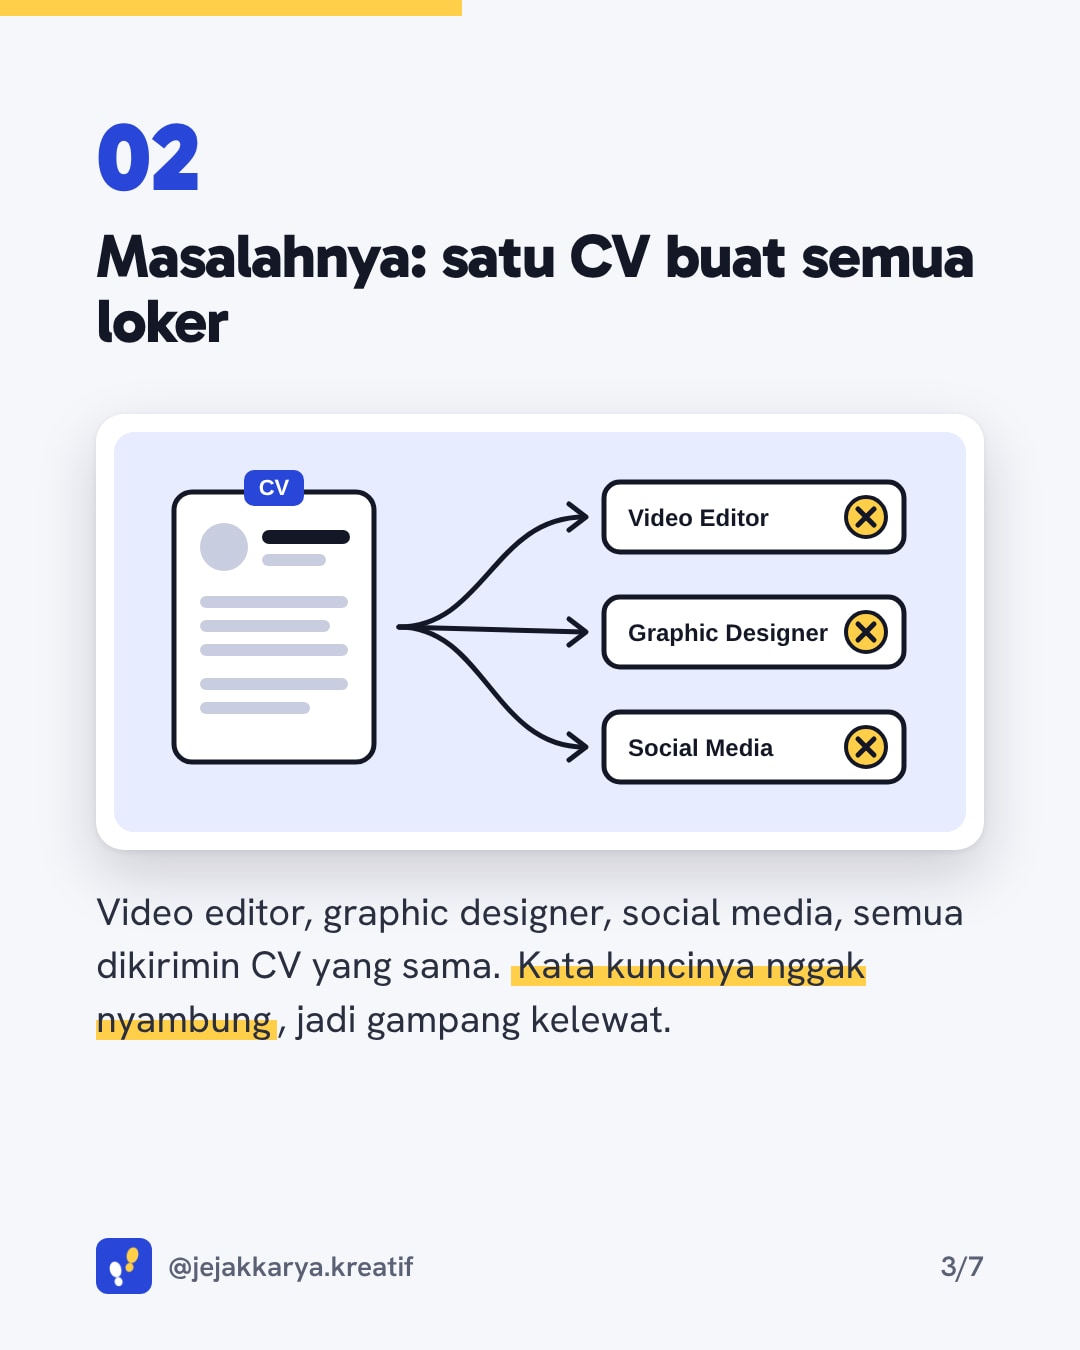 02
Masalahnya: satu CV buat semua
loker
CV
Video Editor
Graphic Designer
Social Media
Video editor, graphic designer, social media, semua
dikirimin CV yang sama. Kata kuncinya nggak
nyambung, jadi gampang kelewat.
@jejakkarya.kreatif
3/7